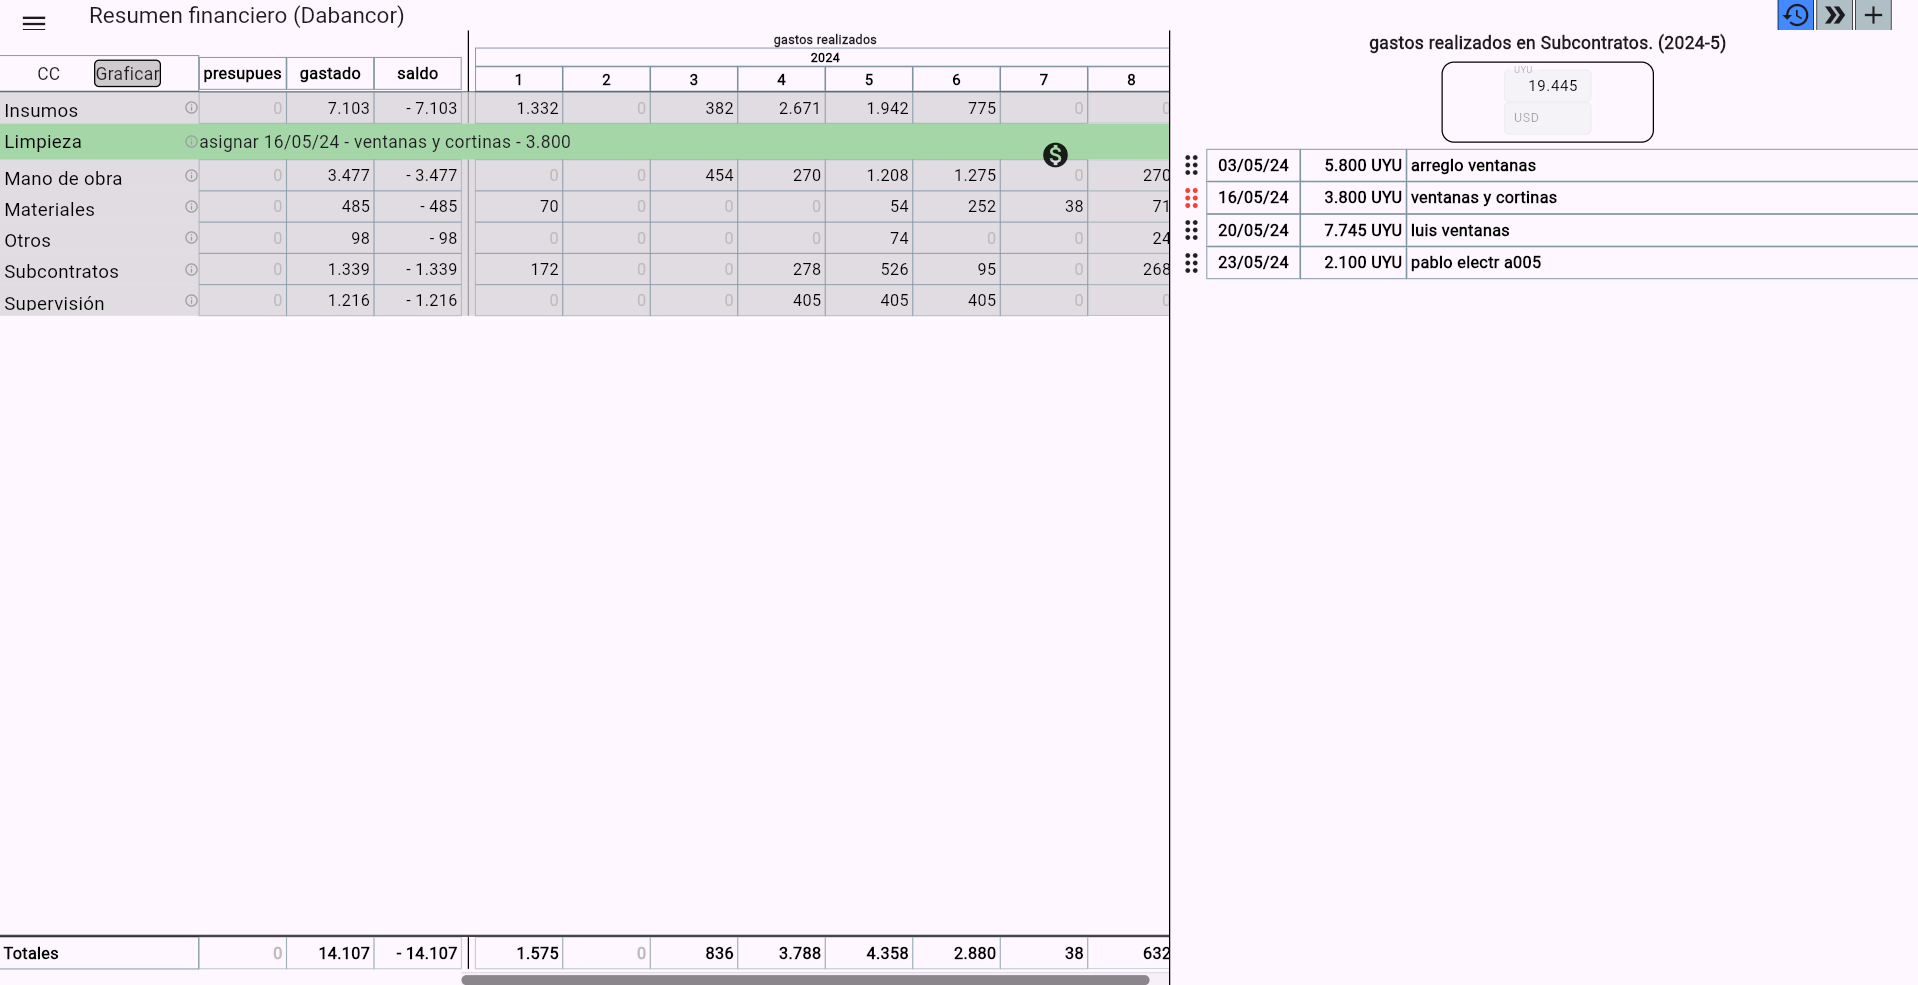 Resumen financiero (Dabancor)
gastos realizados
2024
CC Graficar presupues gastado saldo 1 2 3 4 5 6 7 8
Insumos 0 7.103 - 7.103 1.332 0 382 2.671 1.942 775 0 0
Limpieza asignar 16/05/24 - ventanas y cortinas - 3.800
Mano de obra 0 3.477 - 3.477 0 0 454 270 1.208 1.275 0 270
Materiales 0 485 - 485 70 0 0 0 54 252 38 71
Otros 0 98 - 98 0 0 0 0 74 0 0 24
Subcontratos 0 1.339 - 1.339 172 0 0 278 526 95 0 268
Supervisión 0 1.216 - 1.216 0 0 0 405 405 405 0 0
Totales 0 14.107 - 14.107 1.575 0 836 3.788 4.358 2.880 38 632
gastos realizados en Subcontratos. (2024-5)
UYU
19.445
USD
03/05/24 5.800 UYU arreglo ventanas
16/05/24 3.800 UYU ventanas y cortinas
20/05/24 7.745 UYU luis ventanas
23/05/24 2.100 UYU pablo electr a005